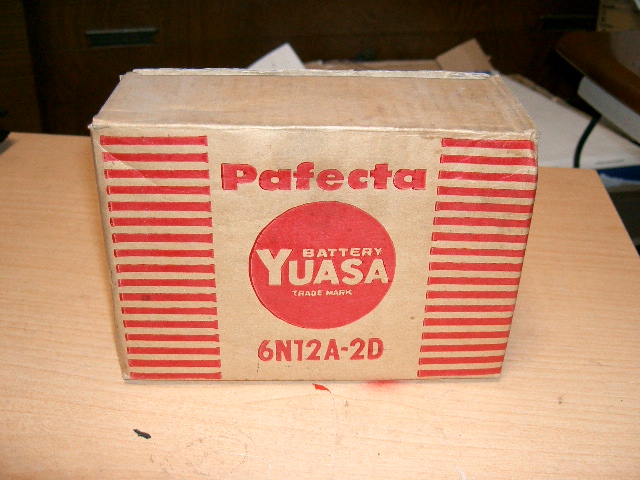 Pafecta
BATTERY
YUASA
TRADE MARK
6N12A-2D